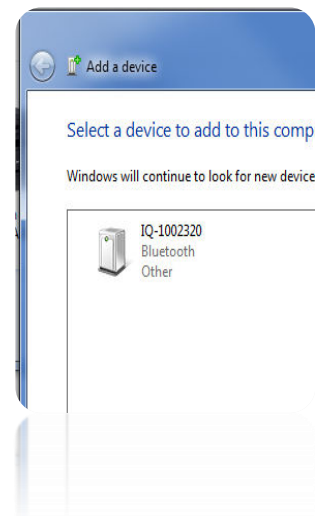 Add a device
Select a device to add to this comp
Windows will continue to look for new device
IQ-1002320
Bluetooth
Other